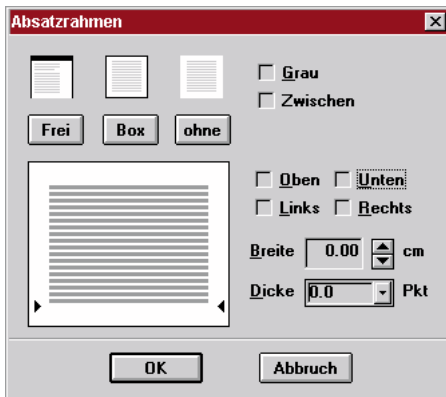 Absatzrahmen
Grau
Zwischen
Frei Box ohne
Oben Unten
Links Rechts
Breite 0.00 cm
Dicke 0.0 Pkt
OK Abbruch